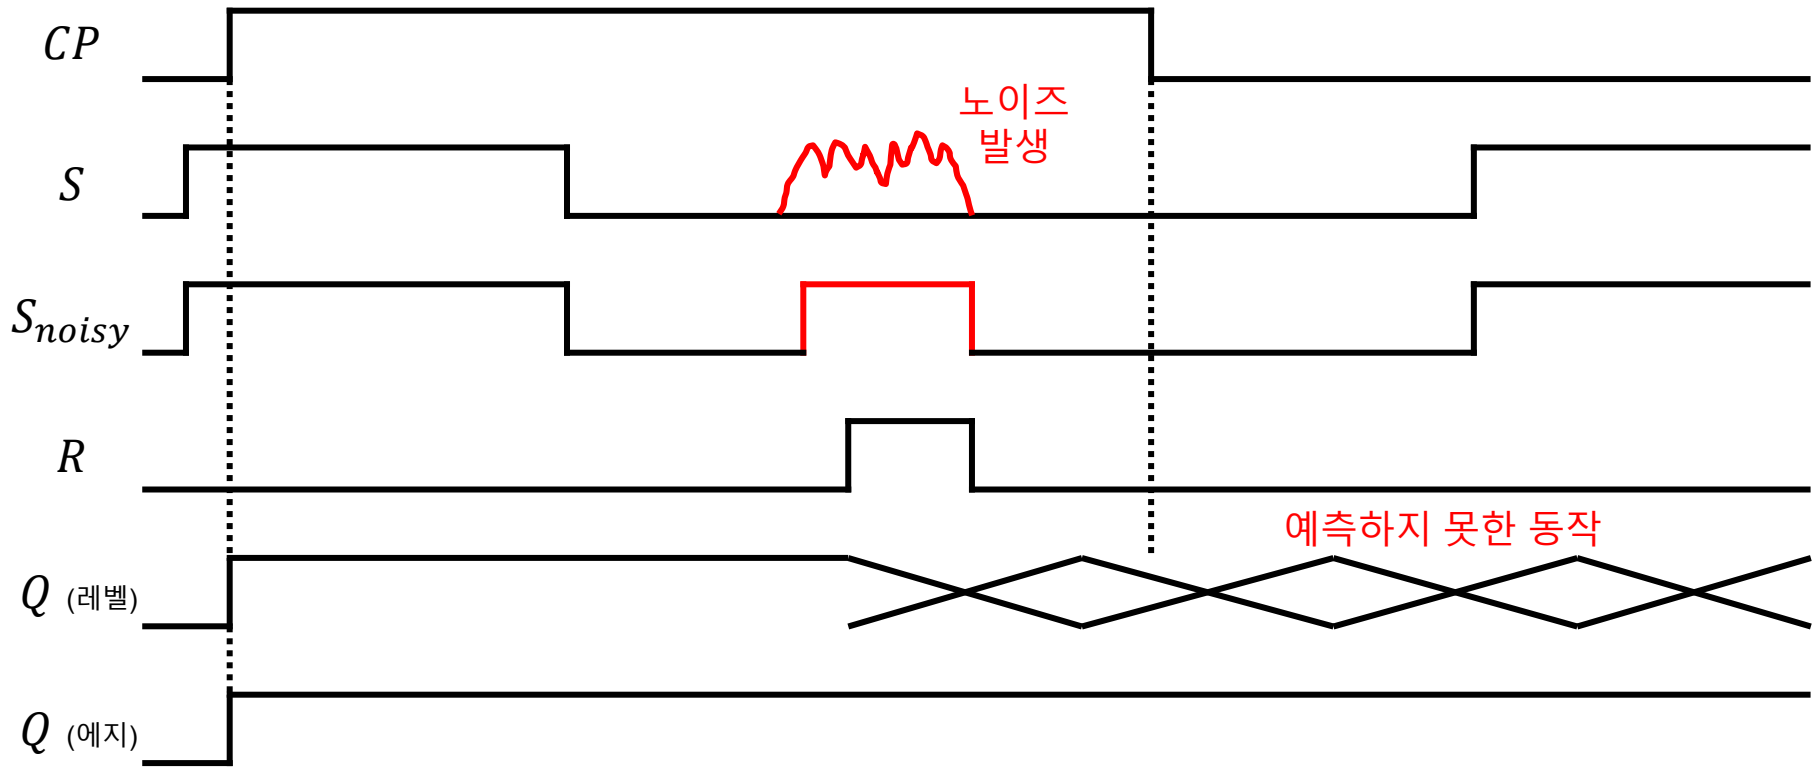 CP
노이즈
발생
S
S_noisy
R
예측하지 못한 동작
Q (레벨)
Q (에지)